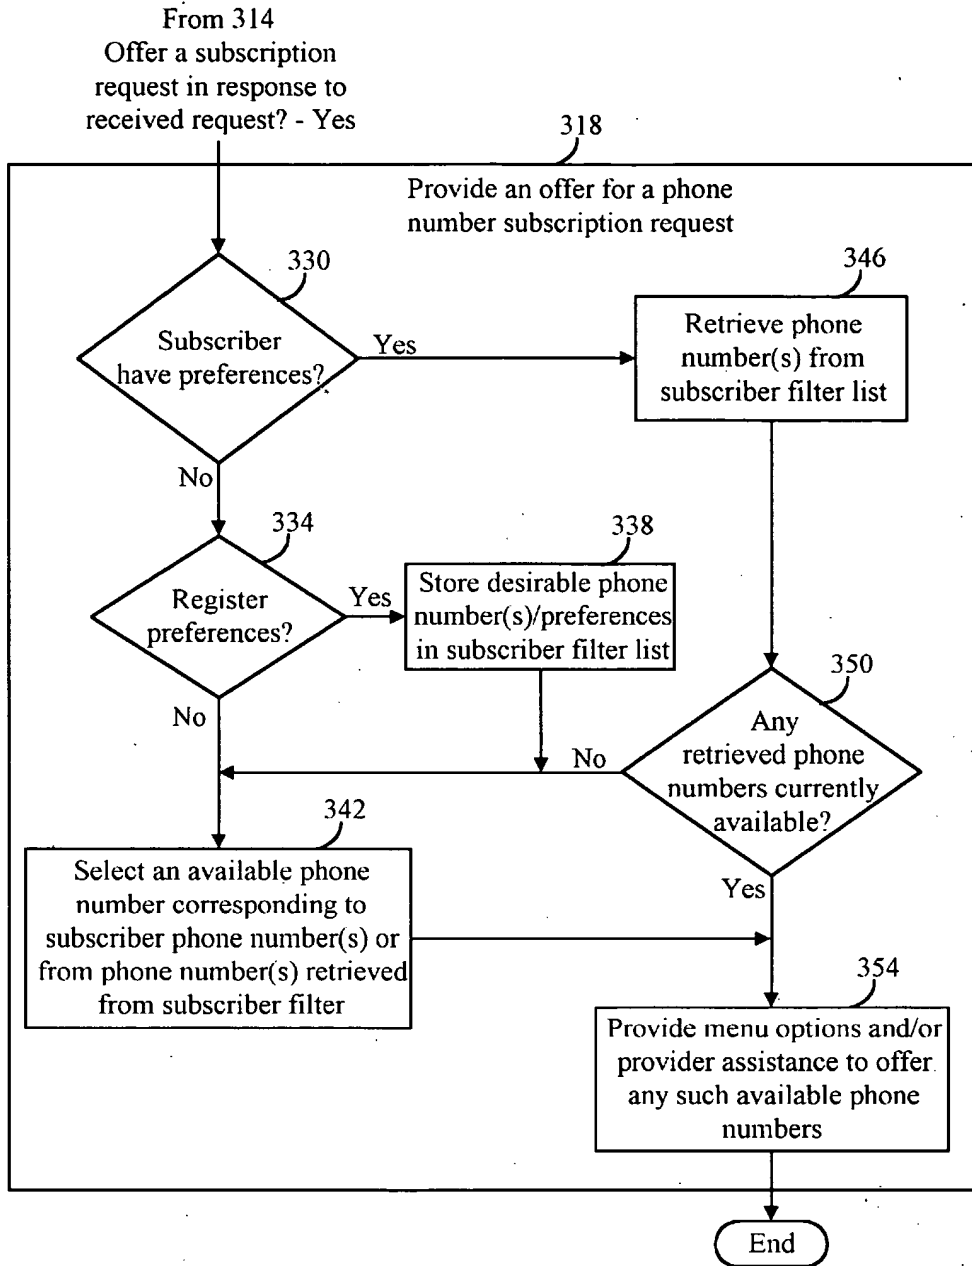 From 314
Offer a subscription
request in response to
received request? - Yes
318
Provide an offer for a phone
number subscription request
330
Subscriber
have preferences?
Yes
No
346
Retrieve phone
number(s) from
subscriber filter list
334
Register
preferences?
Yes
No
338
Store desirable phone
number(s)/preferences
in subscriber filter list
350
Any
retrieved phone
numbers currently
available?
No
Yes
342
Select an available phone
number corresponding to
subscriber phone number(s) or
from phone number(s) retrieved
from subscriber filter
354
Provide menu options and/or
provider assistance to offer
any such available phone
numbers
End